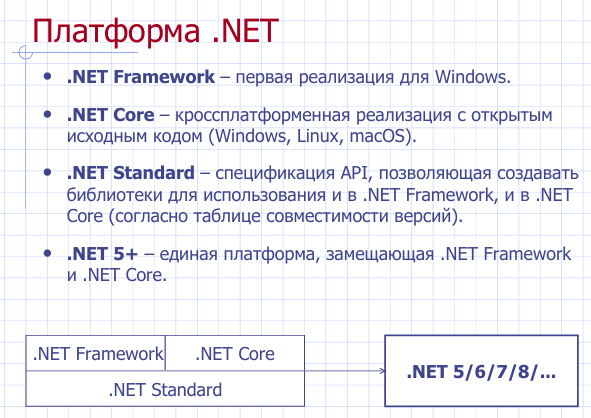 Платформа .NET
• .NET Framework – первая реализация для Windows.
• .NET Core – кроссплатформенная реализация с открытым
исходным кодом (Windows, Linux, macOS).
• .NET Standard – спецификация API, позволяющая создавать
библиотеки для использования и в .NET Framework, и в .NET
Core (согласно таблице совместимости версий).
• .NET 5+ – единая платформа, замещающая .NET Framework
и .NET Core.
.NET Framework .NET Core
.NET 5/6/7/8/...
.NET Standard